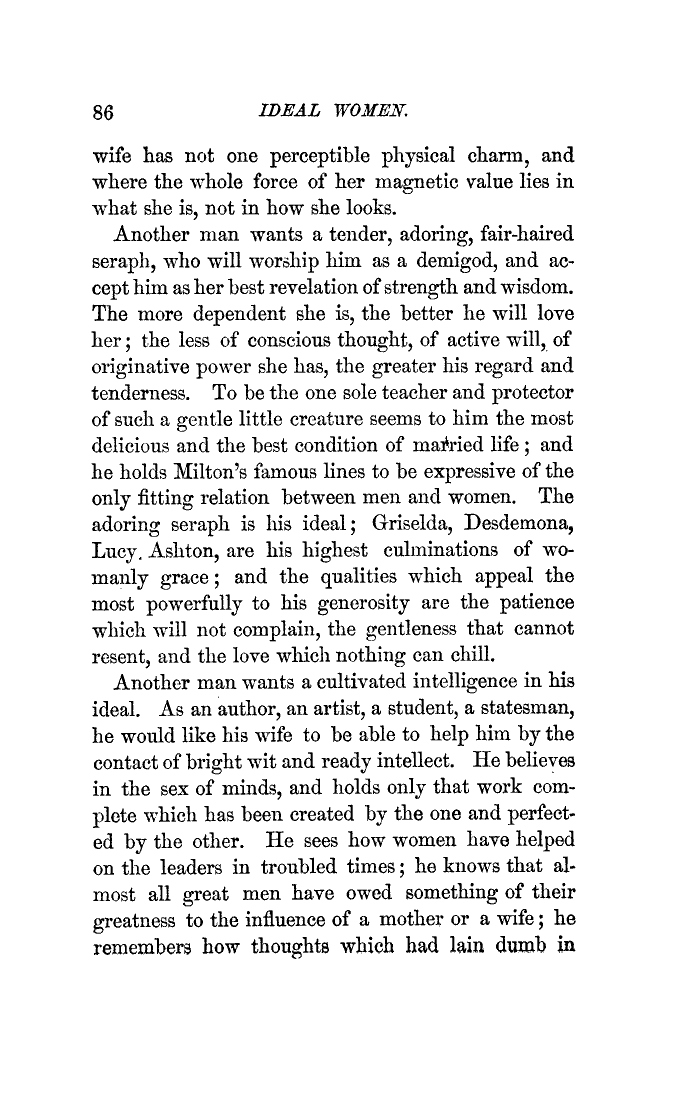 86 IDEAL WOMEN.
wife has not one perceptible physical charm, and
where the whole force of her magnetic value lies in
what she is, not in how she looks.
Another man wants a tender, adoring, fair-haired
seraph, who will worship him as a demigod, and ac-
cept him as her best revelation of strength and wisdom.
The more dependent she is, the better he will love
her; the less of conscious thought, of active will, of
originative power she has, the greater his regard and
tenderness. To be the one sole teacher and protector
of such a gentle little creature seems to him the most
delicious and the best condition of married life; and
he holds Milton's famous lines to be expressive of the
only fitting relation between men and women. The
adoring seraph is his ideal; Griselda, Desdemona,
Lucy. Ashton, are his highest culminations of wo-
manly grace; and the qualities which appeal the
most powerfully to his generosity are the patience
which will not complain, the gentleness that cannot
resent, and the love which nothing can chill.
Another man wants a cultivated intelligence in his
ideal. As an author, an artist, a student, a statesman,
he would like his wife to be able to help him by the
contact of bright wit and ready intellect. He believes
in the sex of minds, and holds only that work com-
plete which has been created by the one and perfect-
ed by the other. He sees how women have helped
on the leaders in troubled times; he knows that al-
most all great men have owed something of their
greatness to the influence of a mother or a wife; he
remembers how thoughts which had lain dumb in